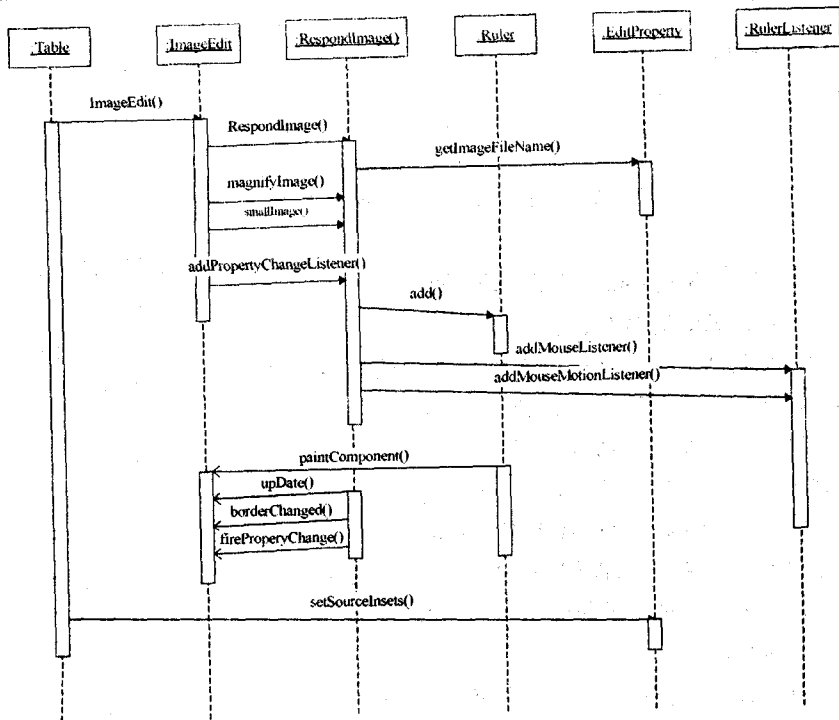 :Table
:ImageEdit
:RespondImage()
:Ruler
:EditProperty
:RulerListener
ImageEdit()
RespondImage()
getImageFileName()
magnifyImage()
smallImage()
addPropertyChangeListener()
add()
addMouseListener()
addMouseMotionListener()
paintComponent()
upDate()
borderChanged()
firePropertyChange()
setSourceInsets()